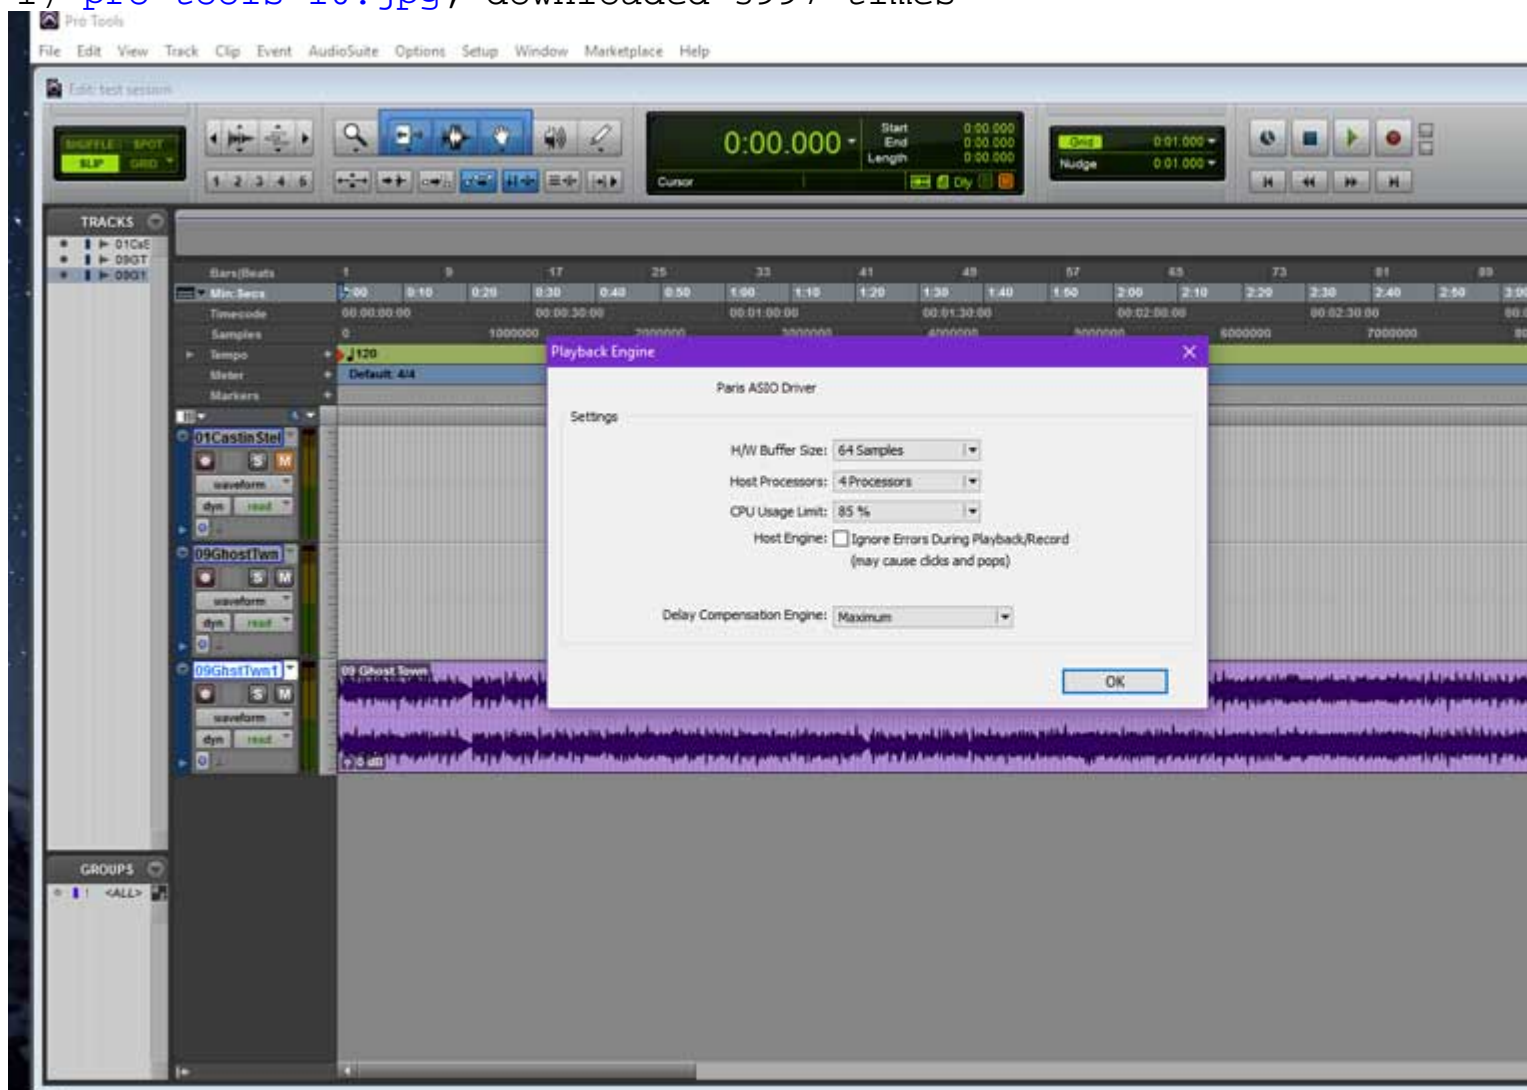 Pro Tools
File Edit View Track Clip Event AudioSuite Options Setup Window Marketplace Help
Edit: test session
SHUFFLE SPOT
SLIP GRID
1 2 3 4 5
0:00.000
Start 0:00.000
End 0:00.000
Length 0:00.000
Cursor
Dly
Grid 0:01.000
Nudge 0:01.000
TRACKS
09GT
Bars|Beats 1 9 17 25 33 41 49 57 65 73 81 89
Min:Secs 0:00 0:10 0:20 0:30 0:40 0:50 1:00 1:10 1:20 1:30 1:40 1:50 2:00 2:10 2:20 2:30 2:40 2:50
Timecode 00:00:00:00 00:00:30:00 00:01:00:00 00:01:30:00 00:02:00:00 00:02:30:00
Samples 0 1000000 2000000 3000000 4000000 5000000 6000000 7000000
Tempo 120
Meter Default: 4/4
Markers
Playback Engine
Paris ASIO Driver
Settings
H/W Buffer Size: 64 Samples
Host Processors: 4 Processors
CPU Usage Limit: 85 %
Host Engine: Ignore Errors During Playback/Record
(may cause clicks and pops)
Delay Compensation Engine: Maximum
OK
01CastinStel
S M
waveform
dyn read
09GhostTwn
S M
waveform
dyn read
09GhstTwn1
S M
waveform
dyn read
09 Ghost Town
0 dB
GROUPS
! <ALL>